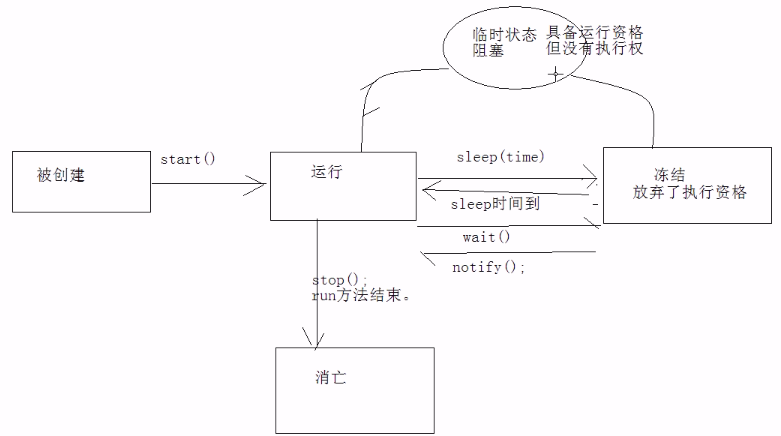 临时状态
阻塞
具备运行资格
但没有执行权
被创建
start()
运行
sleep(time)
sleep时间到
wait()
notify();
冻结
放弃了执行资格
stop();
run方法结束。
消亡